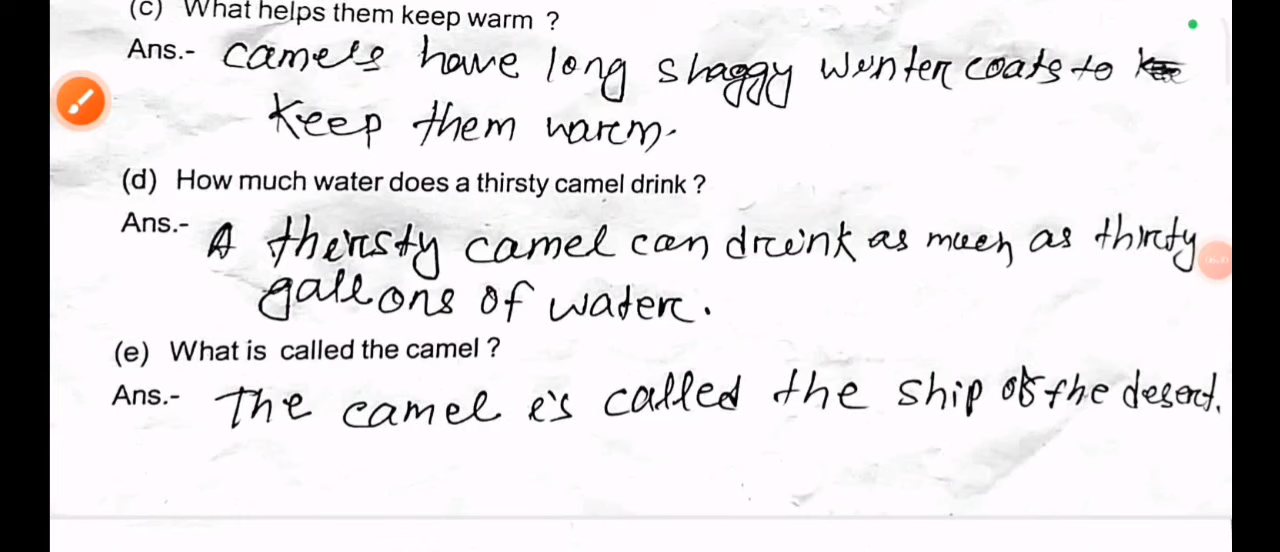 (c) What helps them keep warm ?
Ans.- Camels have long shaggy winter coats to
keep them warm.
(d) How much water does a thirsty camel drink ?
Ans.- A thirsty camel can drink as much as thirty
gallons of water.
(e) What is called the camel ?
Ans.- The camel is called the ship of the desert.